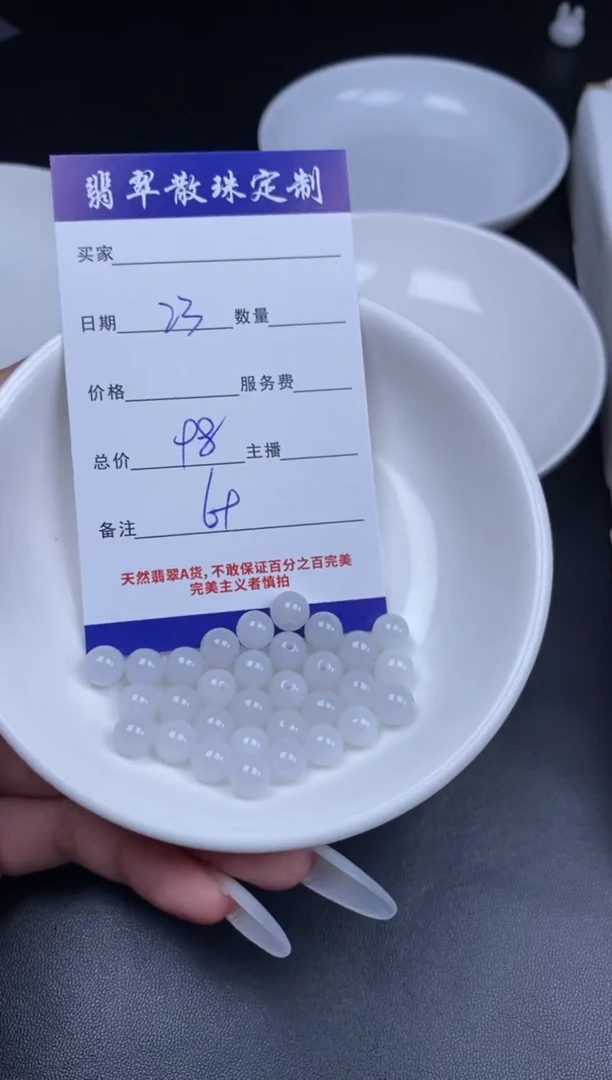 翡翠散珠定制
买家
日期 23 数量
价格 服务费
总价 98 主播
备注
天然翡翠A货,不敢保证百分之百完美
完美主义者慎拍